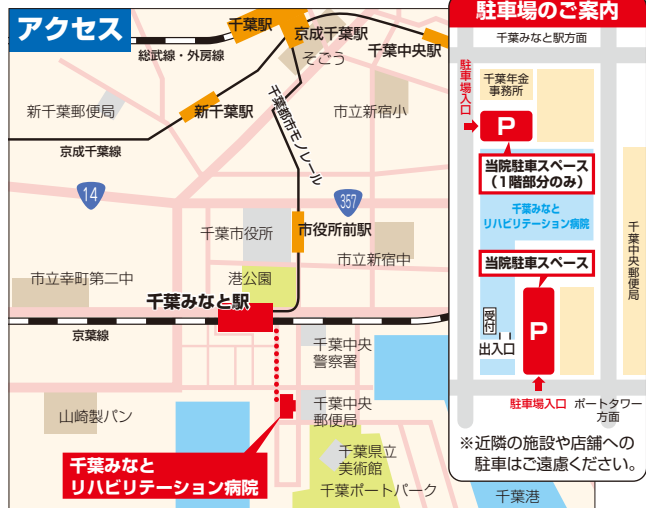 アクセス
千葉駅
京成千葉駅
千葉中央駅
総武線・外房線
そごう
新千葉郵便局
新千葉駅
市立新宿小
京成千葉線
千葉都市モノレール
14
357
千葉市役所
市役所前駅
市立新宿中
港公園
市立幸町第二中
千葉みなと駅
京葉線
千葉中央
警察署
山崎製パン
千葉中央
郵便局
千葉みなと
リハビリテーション病院
千葉県立
美術館
千葉ポートパーク
千葉港
駐車場のご案内
千葉みなと駅方面
駐車場入口
千葉年金
事務所
P
当院駐車スペース
(1階部分のみ)
千葉みなと
リハビリテーション病院
千葉中央郵便局
当院駐車スペース
受付
P
出入口
駐車場入口
ポートタワー
方面
※近隣の施設や店舗への
駐車はご遠慮ください。